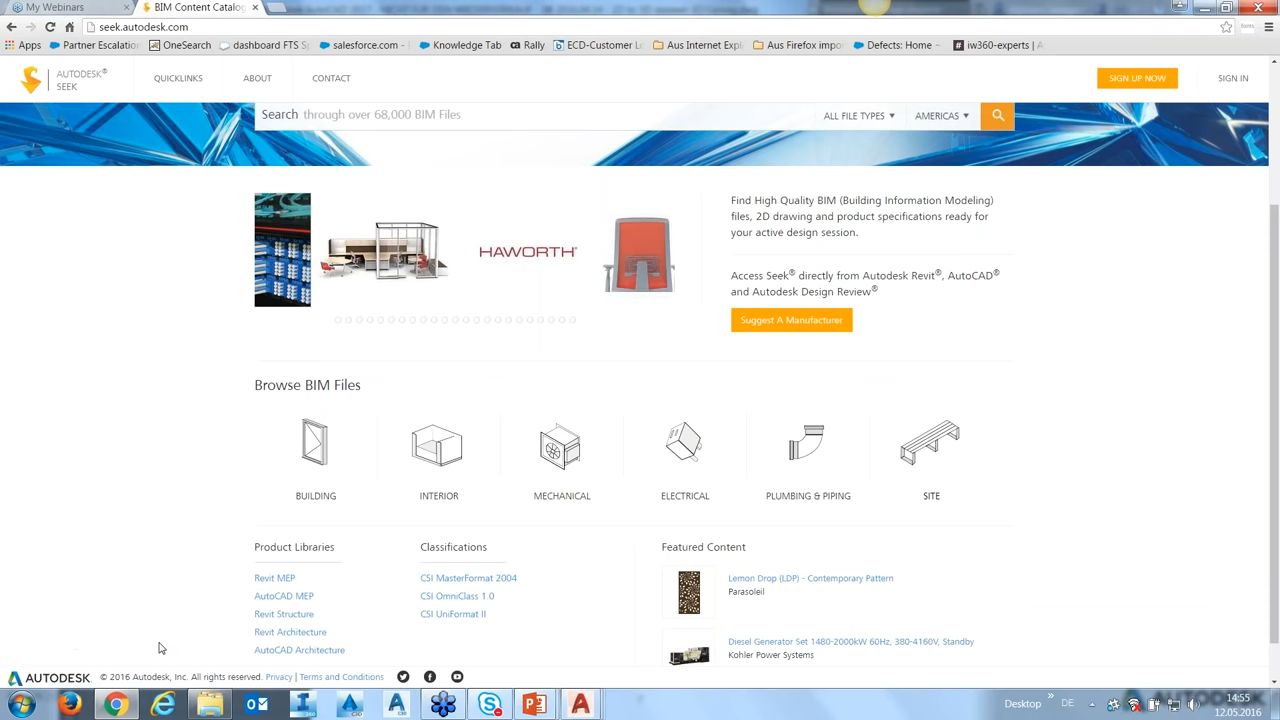 My Webinars
BIM Content Catalog
seek.autodesk.com
Apps
Partner Escalation
OneSearch
dashboard FTS S
salesforce.com -
Knowledge Tab
Rally
ECD-Customer L
Aus Internet Expl
Aus Firefox impo
Defects: Home -
#iw360-experts | A
AUTODESK®
SEEK
QUICKLINKS
ABOUT
CONTACT
SIGN UP NOW
SIGN IN
Search through over 68,000 BIM Files
ALL FILE TYPES
AMERICAS
HAWORTH®
Find High Quality BIM (Building Information Modeling)
files, 2D drawing and product specifications ready for
your active design session.
Access Seek® directly from Autodesk Revit®, AutoCAD®
and Autodesk Design Review®
Suggest A Manufacturer
Browse BIM Files
BUILDING
INTERIOR
MECHANICAL
ELECTRICAL
PLUMBING & PIPING
SITE
Product Libraries
Revit MEP
AutoCAD MEP
Revit Structure
Revit Architecture
AutoCAD Architecture
Classifications
CSI MasterFormat 2004
CSI OmniClass 1.0
CSI UniFormat II
Featured Content
Lemon Drop (LDP) - Contemporary Pattern
Parasoleil
Diesel Generator Set 1480-2000kW 60Hz, 380-4160V, Standby
Kohler Power Systems
AUTODESK.
© 2016 Autodesk, Inc. All rights reserved. Privacy | Terms and Conditions
Desktop
DE
14:55
12.05.2016